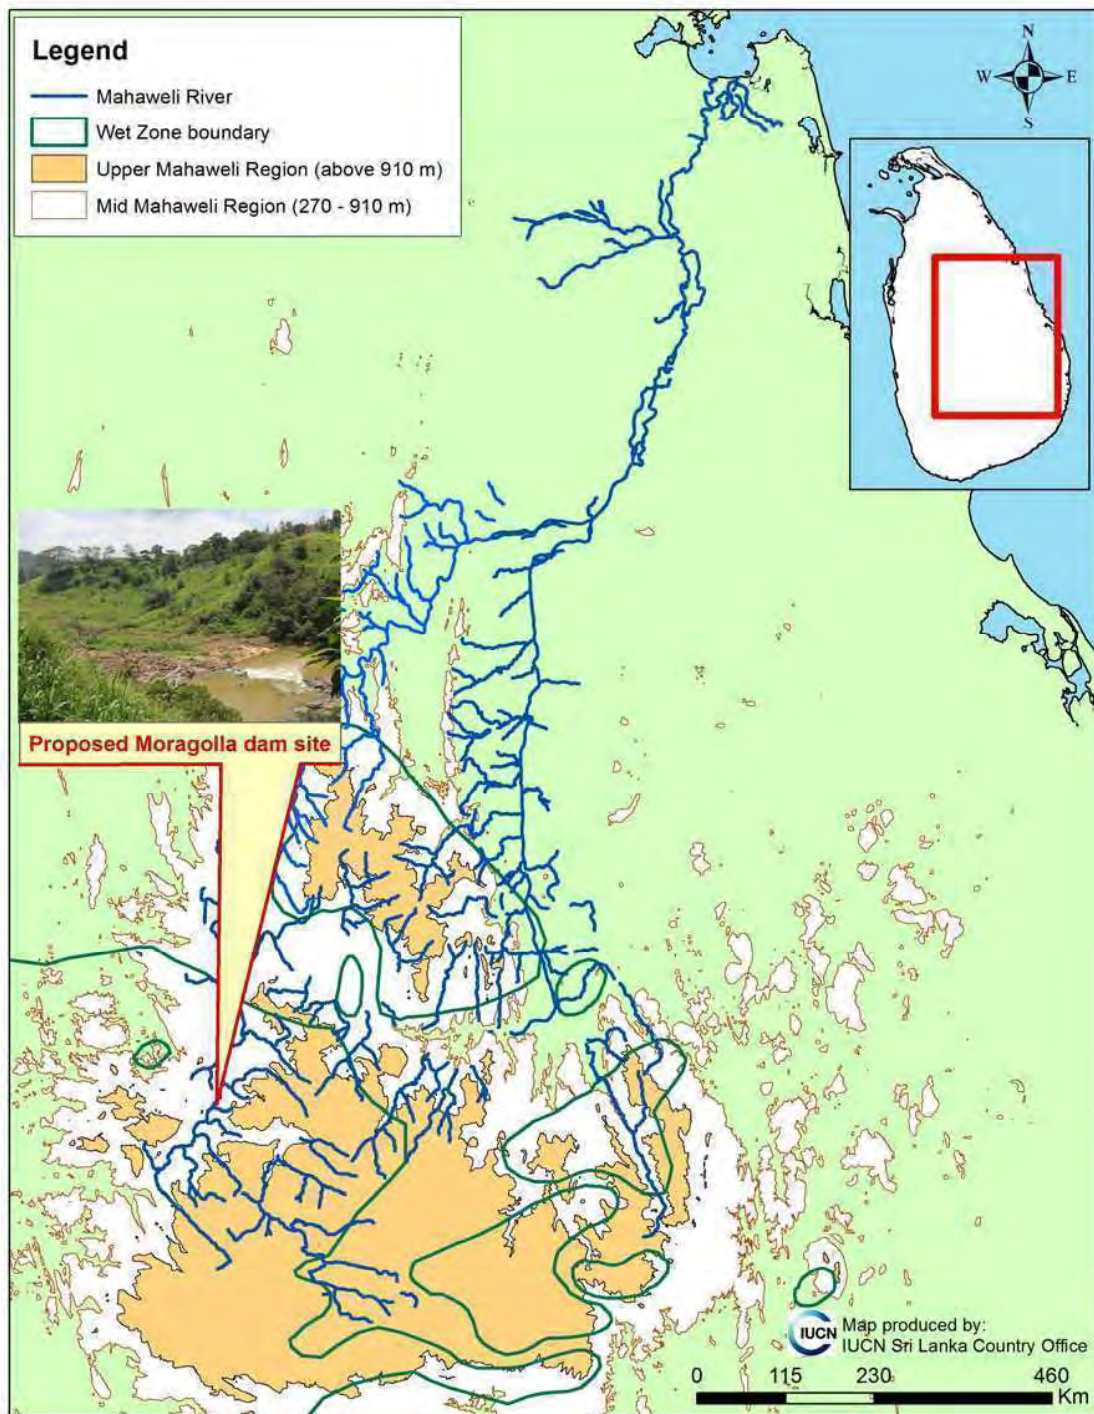 Legend
Mahaweli River
Wet Zone boundary
Upper Mahaweli Region (above 910 m)
Mid Mahaweli Region (270 - 910 m)
N
W E
S
Proposed Moragolla dam site
IUCN
Map produced by:
IUCN Sri Lanka Country Office
0 115 230 460
Km